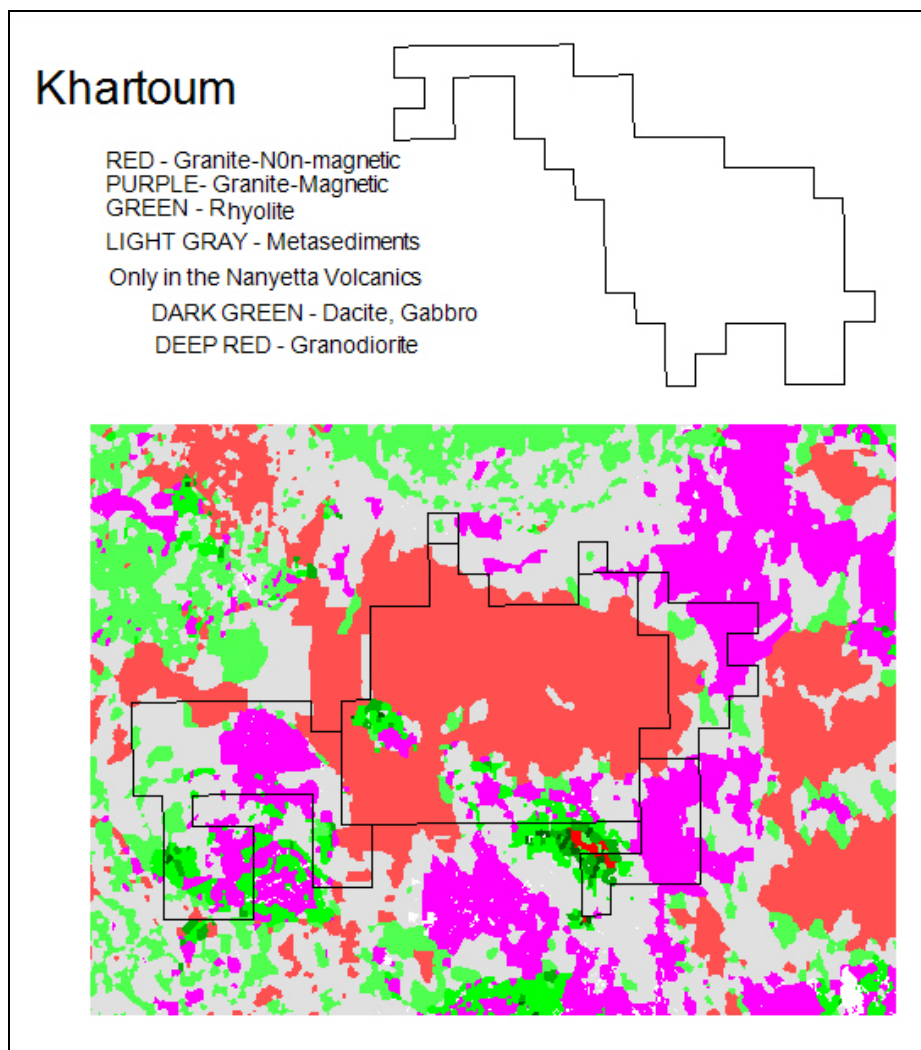 Khartoum
RED - Granite-N0n-magnetic
PURPLE- Granite-Magnetic
GREEN - Rhyolite
LIGHT GRAY - Metasediments
Only in the Nanyetta Volcanics
DARK GREEN - Dacite, Gabbro
DEEP RED - Granodiorite